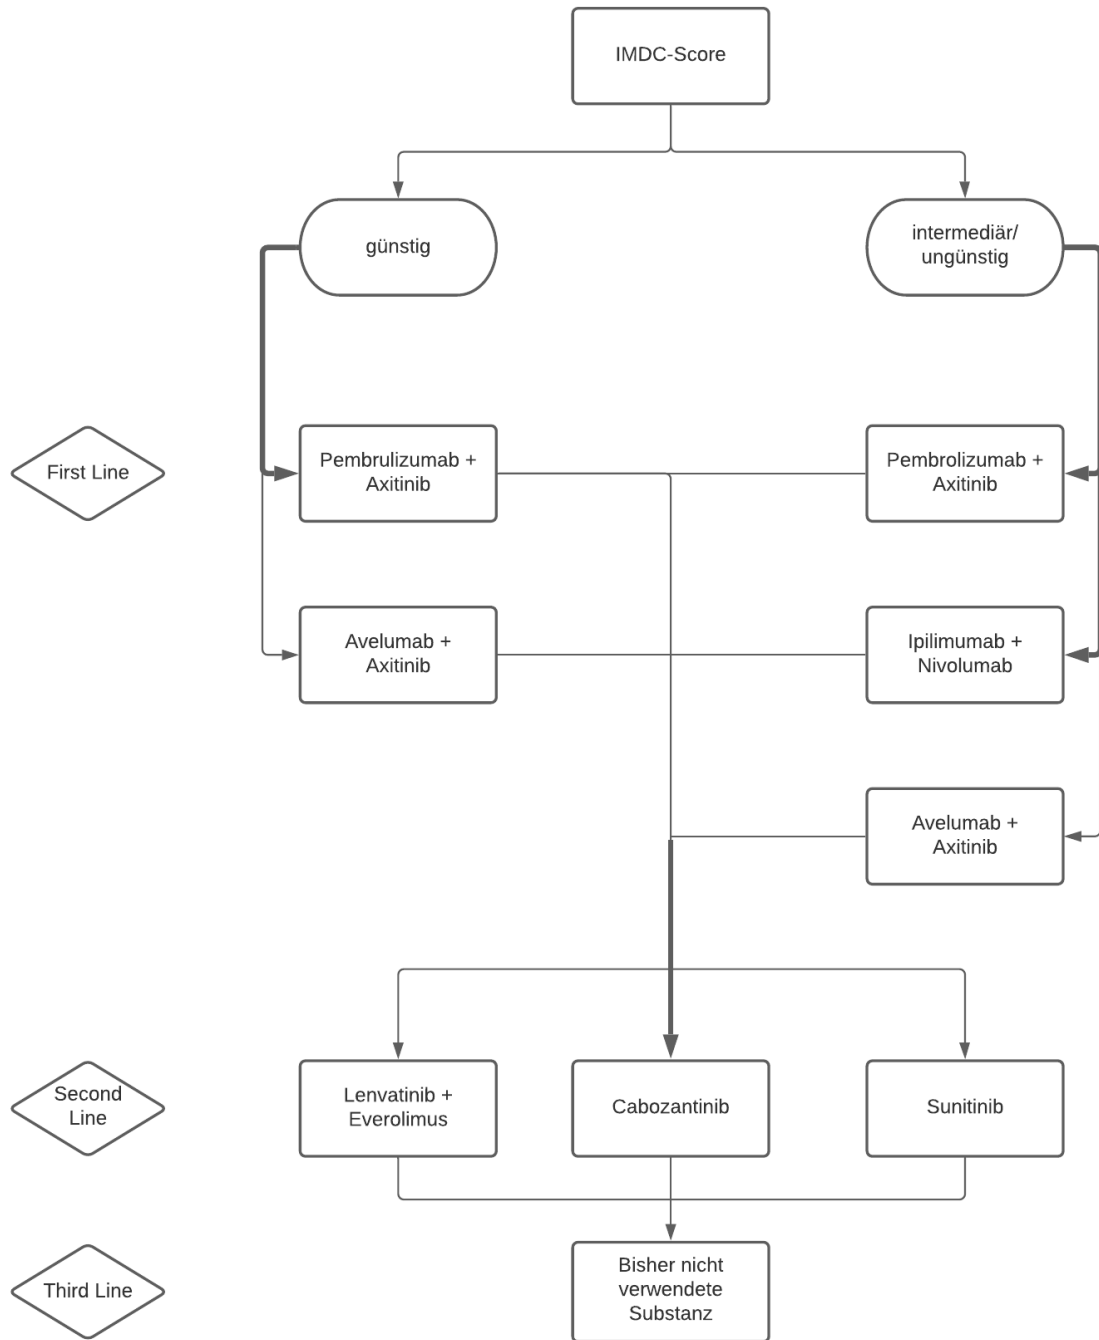 IMDC-Score
günstig
intermediär/
ungünstig
First Line
Pembrulizumab +
Axitinib
Pembrolizumab +
Axitinib
Avelumab +
Axitinib
Ipilimumab +
Nivolumab
Avelumab +
Axitinib
Second
Line
Lenvatinib +
Everolimus
Cabozantinib
Sunitinib
Third Line
Bisher nicht
verwendete
Substanz